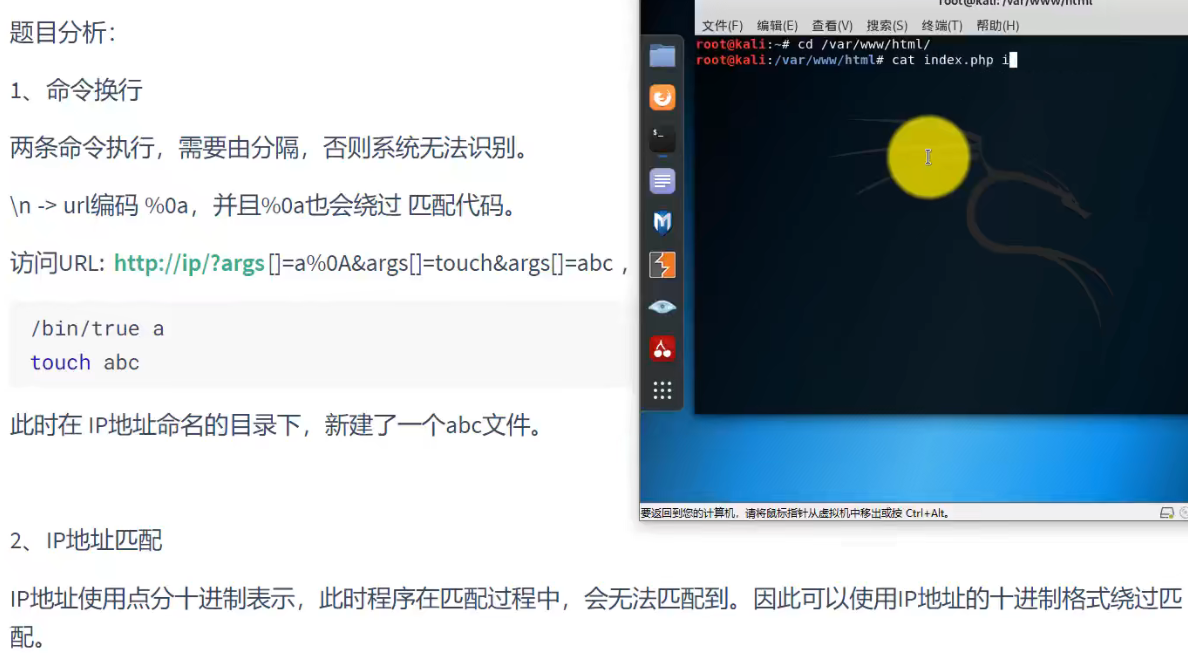 题目分析：
1、命令换行
两条命令执行，需要由分隔，否则系统无法识别。
\n -> url编码 %0a，并且%0a也会绕过 匹配代码。
访问URL: http://ip/?args[]=a%0A&args[]=touch&args[]=abc ，
/bin/true a
touch abc
此时在 IP地址命名的目录下，新建了一个abc文件。
2、IP地址匹配
IP地址使用点分十进制表示，此时程序在匹配过程中，会无法匹配到。因此可以使用IP地址的十进制格式绕过匹
配。
root@kali: /var/www/html
文件(F) 编辑(E) 查看(V) 搜索(S) 终端(T) 帮助(H)
root@kali:~# cd /var/www/html/
root@kali:/var/www/html# cat index.php i
要返回到您的计算机，请将鼠标指针从虚拟机中移出或按 Ctrl+Alt。